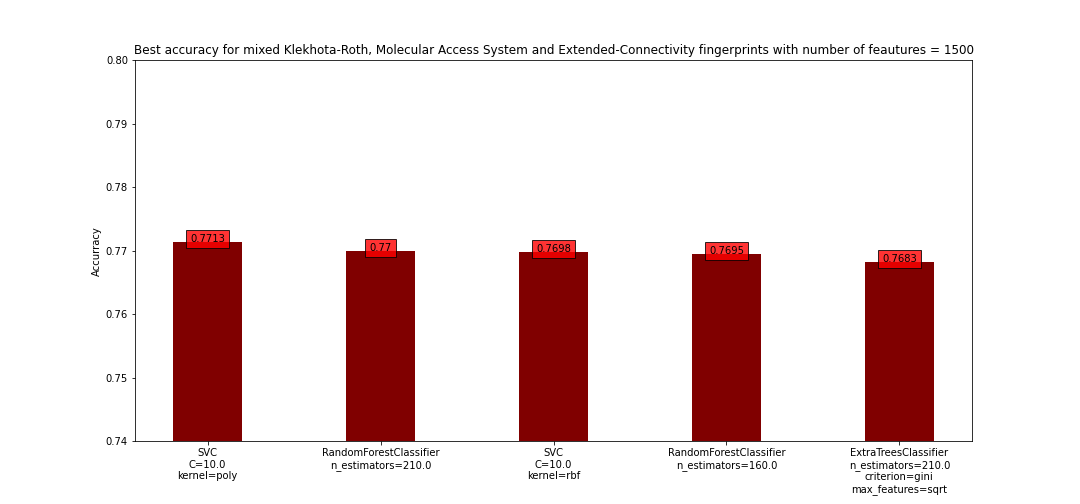 Best accuracy for mixed Klekhota-Roth, Molecular Access System and Extended-Connectivity fingerprints with number of feautures = 1500
0.80
0.79
0.78
0.77
0.76
0.75
0.74
Accurracy
0.7713
0.77
0.7698
0.7695
0.7683
SVC
C=10.0
kernel=poly
RandomForestClassifier
n_estimators=210.0
SVC
C=10.0
kernel=rbf
RandomForestClassifier
n_estimators=160.0
ExtraTreesClassifier
n_estimators=210.0
criterion=gini
max_features=sqrt